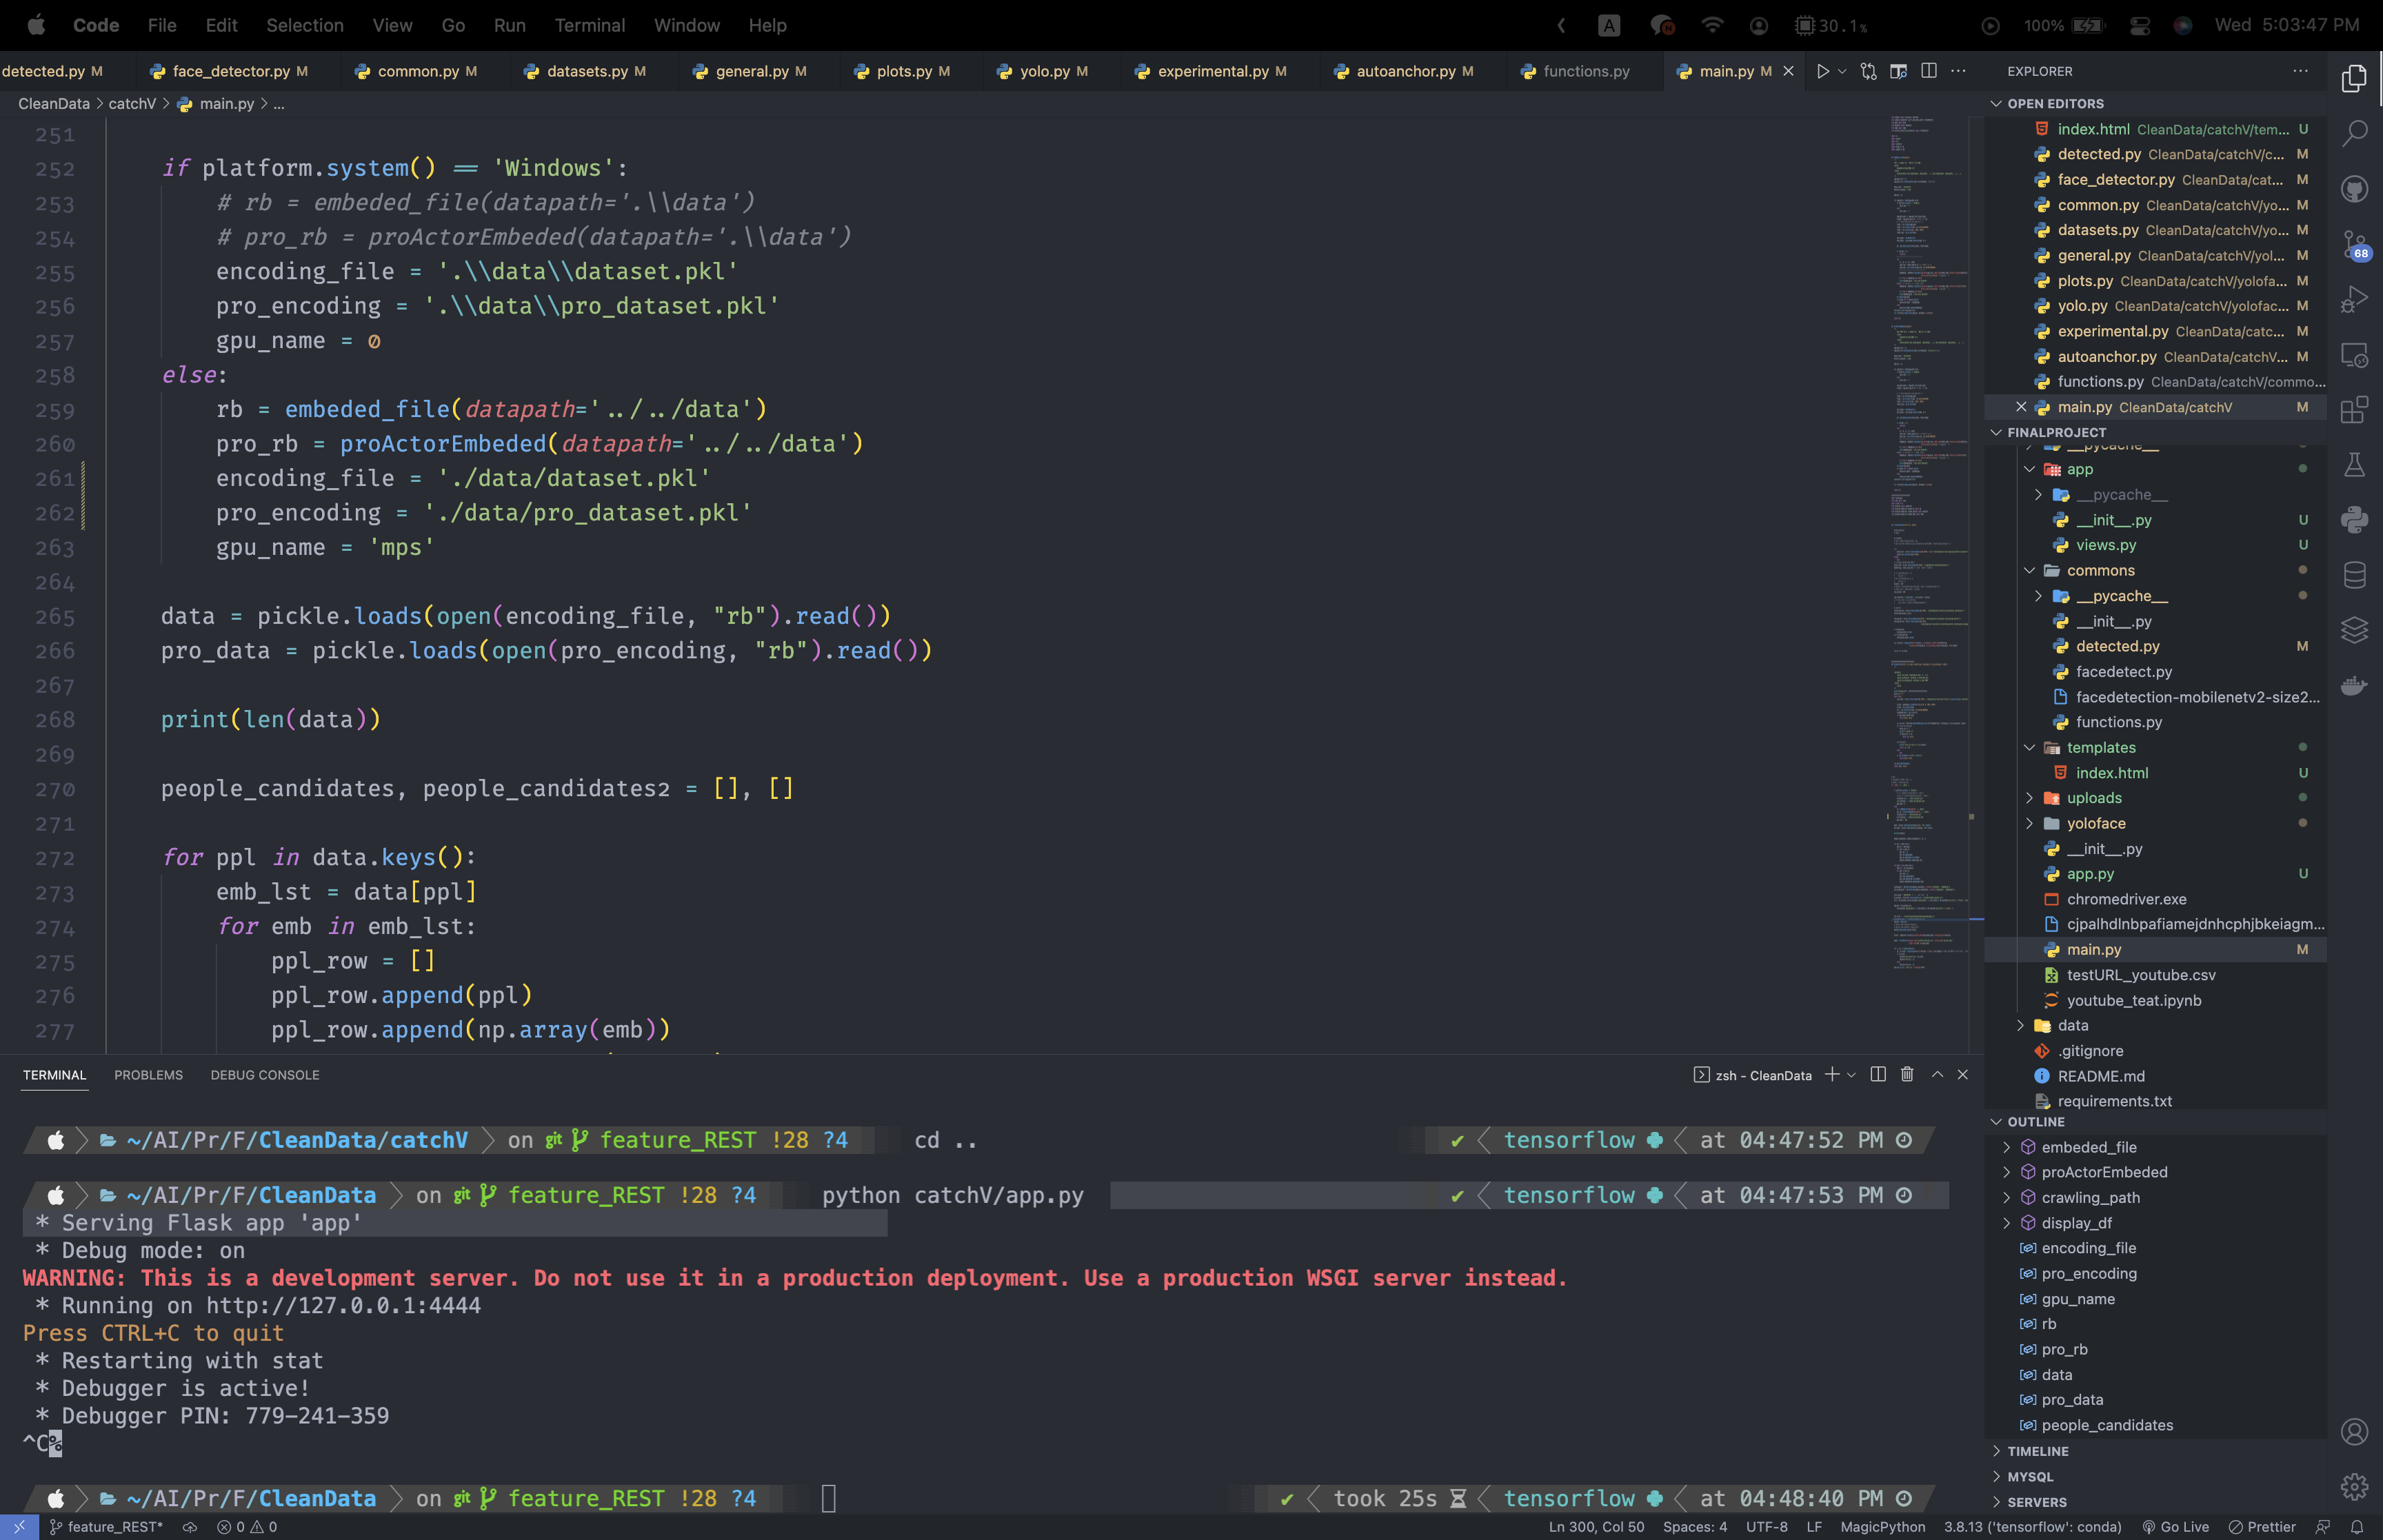 Code File Edit Selection View Go Run Terminal Window Help
A 30.1% 100% Wed 5:03:47 PM
detected.py M face_detector.py M common.py M datasets.py M general.py M plots.py M yolo.py M experimental.py M autoanchor.py M functions.py main.py M
CleanData > catchV > main.py > ...
251
252 if platform.system() == 'Windows':
253 # rb = embeded_file(datapath='.\\data')
254 # pro_rb = proActorEmbeded(datapath='.\\data')
255 encoding_file = '.\\data\\dataset.pkl'
256 pro_encoding = '.\\data\\pro_dataset.pkl'
257 gpu_name = 0
258 else:
259 rb = embeded_file(datapath='../../data')
260 pro_rb = proActorEmbeded(datapath='../../data')
261 encoding_file = './data/dataset.pkl'
262 pro_encoding = './data/pro_dataset.pkl'
263 gpu_name = 'mps'
264
265 data = pickle.loads(open(encoding_file, "rb").read())
266 pro_data = pickle.loads(open(pro_encoding, "rb").read())
267
268 print(len(data))
269
270 people_candidates, people_candidates2 = [], []
271
272 for ppl in data.keys():
273 emb_lst = data[ppl]
274 for emb in emb_lst:
275 ppl_row = []
276 ppl_row.append(ppl)
277 ppl_row.append(np.array(emb))
TERMINAL PROBLEMS DEBUG CONSOLE
zsh - CleanData
~/AI/Pr/F/CleanData/catchV on git feature_REST !28 ?4 cd .. ✔ tensorflow at 04:47:52 PM
~/AI/Pr/F/CleanData on git feature_REST !28 ?4 python catchV/app.py ✔ tensorflow at 04:47:53 PM
* Serving Flask app 'app'
* Debug mode: on
WARNING: This is a development server. Do not use it in a production deployment. Use a production WSGI server instead.
* Running on http://127.0.0.1:4444
Press CTRL+C to quit
* Restarting with stat
* Debugger is active!
* Debugger PIN: 779-241-359
^C%
~/AI/Pr/F/CleanData on git feature_REST !28 ?4 ✔ took 25s tensorflow at 04:48:40 PM
EXPLORER
OPEN EDITORS
index.html CleanData/catchV/tem... U
detected.py CleanData/catchV/c... M
face_detector.py CleanData/cat... M
common.py CleanData/catchV/yo... M
datasets.py CleanData/catchV/yo... M
general.py CleanData/catchV/yol... M
plots.py CleanData/catchV/yolofa... M
yolo.py CleanData/catchV/yolofac... M
experimental.py CleanData/catc... M
autoanchor.py CleanData/catchV... M
functions.py CleanData/catchV/commo...
main.py CleanData/catchV M
FINALPROJECT
__pycache__
app
__pycache__
__init__.py U
views.py U
commons
__pycache__
__init__.py
detected.py M
facedetect.py
facedetection-mobilenetv2-size2...
functions.py
templates
index.html U
uploads
yoloface
__init__.py
app.py U
chromedriver.exe
cjpalhdlnbpafiamejdnhcphjbkeiagm...
main.py M
testURL_youtube.csv
youtube_teat.ipynb
data
.gitignore
README.md
requirements.txt
OUTLINE
embeded_file
proActorEmbeded
crawling_path
display_df
encoding_file
pro_encoding
gpu_name
rb
pro_rb
data
pro_data
people_candidates
TIMELINE
MYSQL
SERVERS
68
feature_REST* 0 0
Ln 300, Col 50 Spaces: 4 UTF-8 LF MagicPython 3.8.13 ('tensorflow': conda) Go Live Prettier